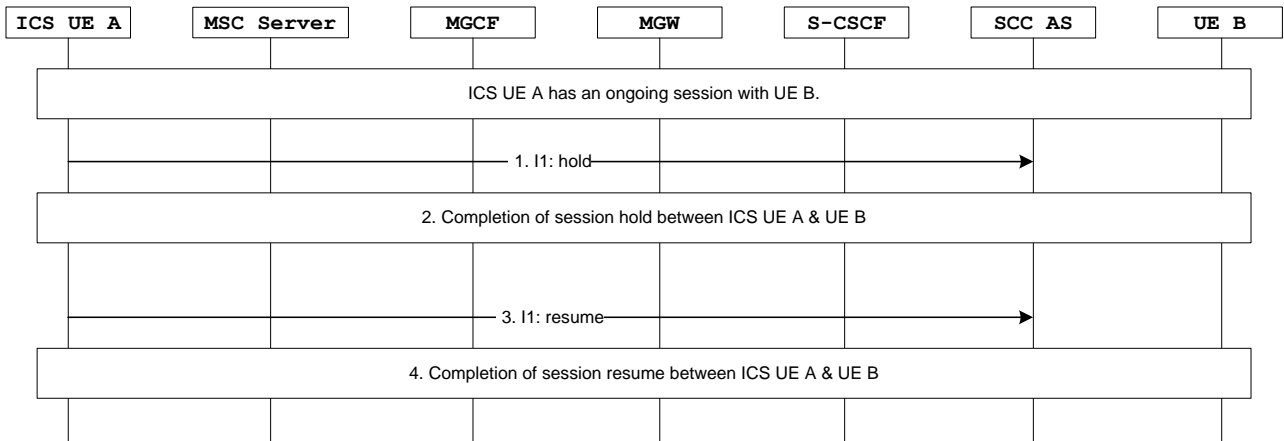 ICS UE A
MSC Server
MGCF
MGW
S-CSCF
SCC AS
UE B
ICS UE A has an ongoing session with UE B.
1. I1: hold
2. Completion of session hold between ICS UE A & UE B
3. I1: resume
4. Completion of session resume between ICS UE A & UE B